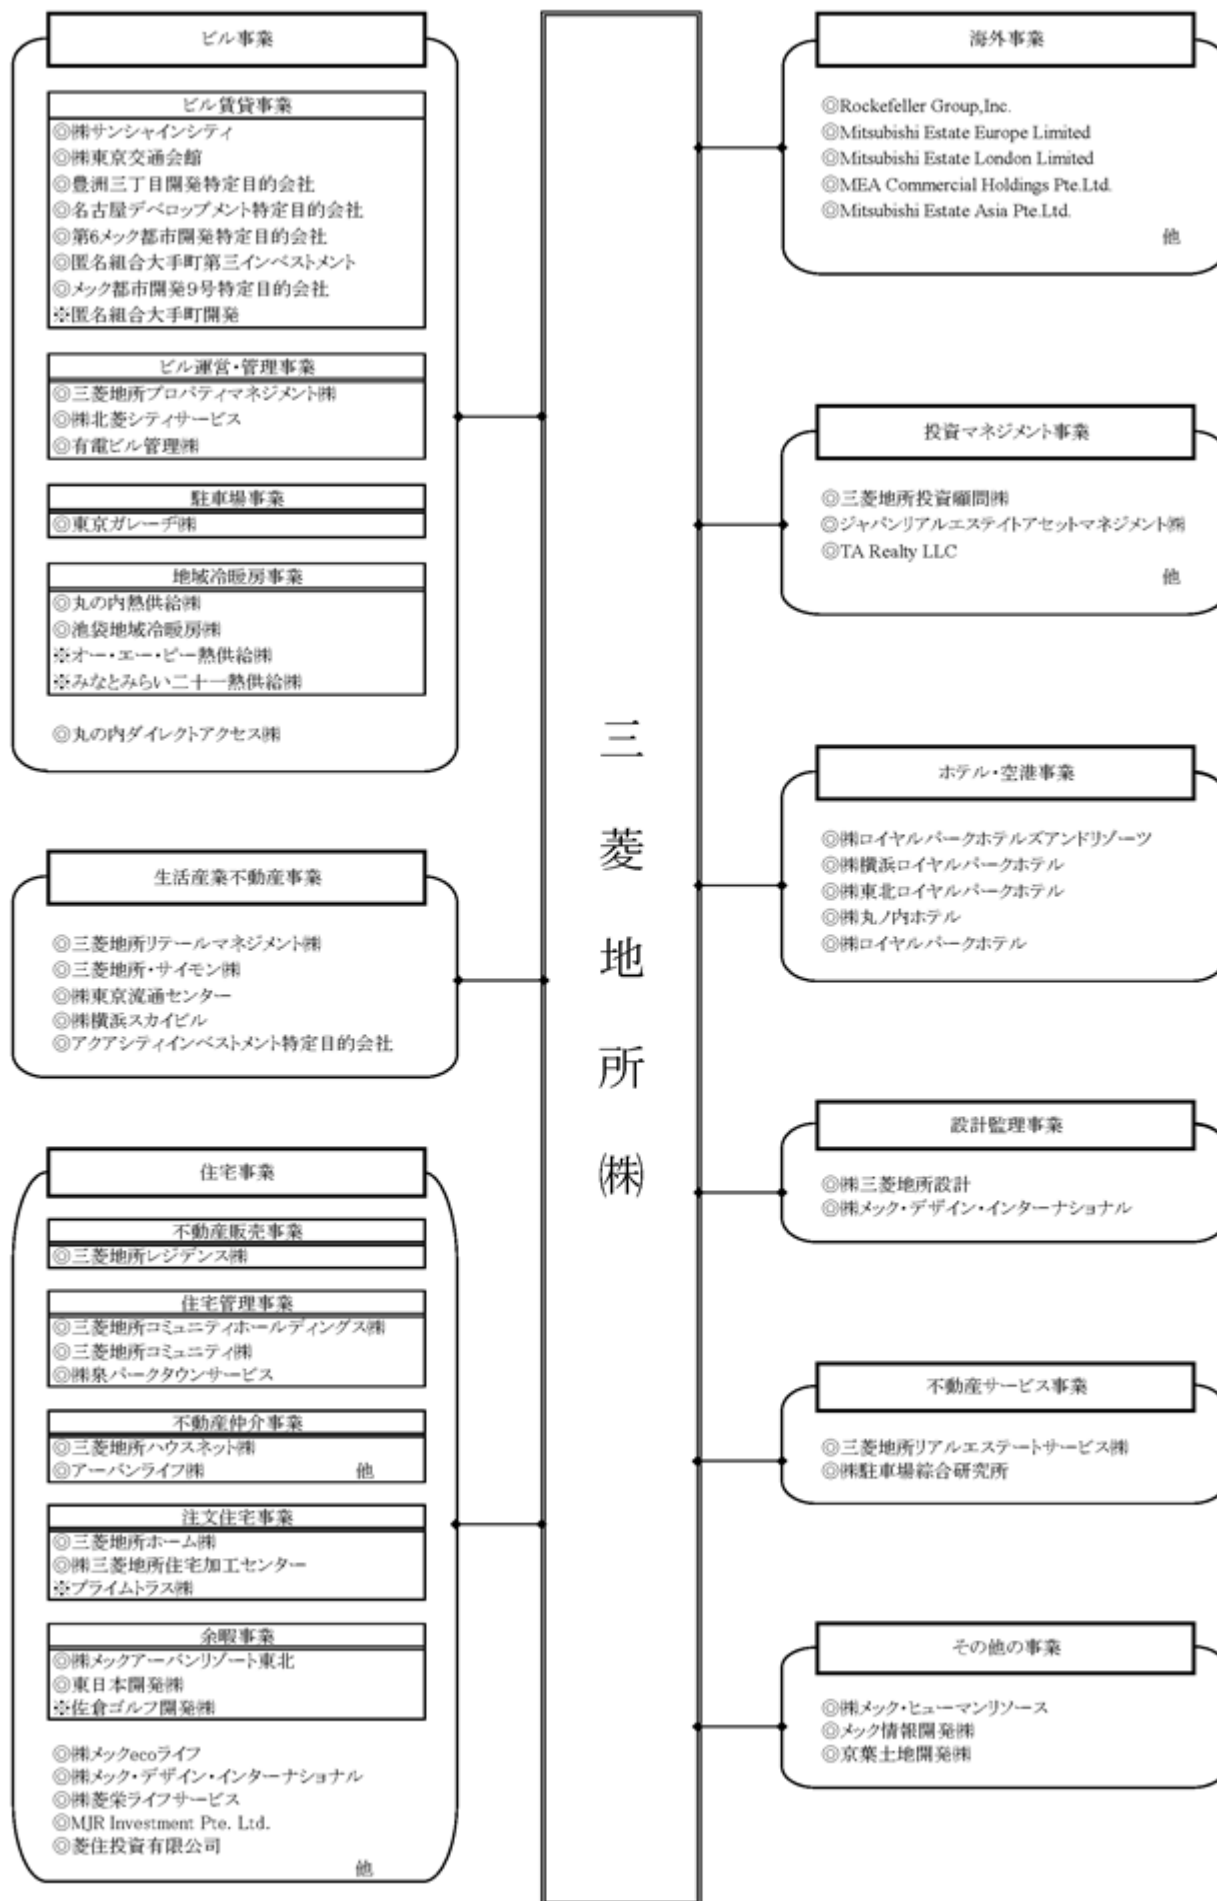 ビル事業
ビル賃貸事業
◎㈱サンシャインシティ
◎㈱東京交通会館
◎豊洲三丁目開発特定目的会社
◎名古屋デベロップメント特定目的会社
◎第6メック都市開発特定目的会社
◎匿名組合大手町第三インベストメント
◎メック都市開発9号特定目的会社
※匿名組合大手町開発
ビル運営・管理事業
◎三菱地所プロパティマネジメント㈱
◎㈱北菱シティサービス
◎有電ビル管理㈱
駐車場事業
◎東京ガレーヂ㈱
地域冷暖房事業
◎丸の内熱供給㈱
◎池袋地域冷暖房㈱
※オー・エー・ピー熱供給㈱
※みなとみらい二十一熱供給㈱
◎丸の内ダイレクトアクセス㈱
生活産業不動産事業
◎三菱地所リテールマネジメント㈱
◎三菱地所・サイモン㈱
◎㈱東京流通センター
◎㈱横浜スカイビル
◎アクアシティインベストメント特定目的会社
住宅事業
不動産販売事業
◎三菱地所レジデンス㈱
住宅管理事業
◎三菱地所コミュニティホールディングス㈱
◎三菱地所コミュニティ㈱
◎㈱泉パークタウンサービス
不動産仲介事業
◎三菱地所ハウスネット㈱
◎アーバンライフ㈱ 他
注文住宅事業
◎三菱地所ホーム㈱
◎㈱三菱地所住宅加工センター
※プライムトラス㈱
余暇事業
◎㈱メックアーバンリゾート東北
◎東日本開発㈱
※佐倉ゴルフ開発㈱
◎㈱メックecoライフ
◎㈱メック・デザイン・インターナショナル
◎㈱菱栄ライフサービス
◎MJR Investment Pte. Ltd.
◎菱住投資有限公司
他
三菱地所㈱
海外事業
◎Rockefeller Group,Inc.
◎Mitsubishi Estate Europe Limited
◎Mitsubishi Estate London Limited
◎MEA Commercial Holdings Pte.Ltd.
◎Mitsubishi Estate Asia Pte.Ltd.
他
投資マネジメント事業
◎三菱地所投資顧問㈱
◎ジャパンリアルエステイトアセットマネジメント㈱
◎TA Realty LLC
他
ホテル・空港事業
◎㈱ロイヤルパークホテルズアンドリゾーツ
◎㈱横浜ロイヤルパークホテル
◎㈱東北ロイヤルパークホテル
◎㈱丸ノ内ホテル
◎㈱ロイヤルパークホテル
設計監理事業
◎㈱三菱地所設計
◎㈱メック・デザイン・インターナショナル
不動産サービス事業
◎三菱地所リアルエステートサービス㈱
◎㈱駐車場綜合研究所
その他の事業
◎㈱メック・ヒューマンリソース
◎メック情報開発㈱
◎京葉土地開発㈱